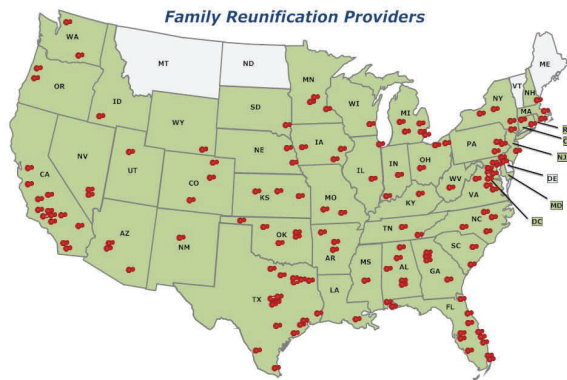 Family Reunification Providers
WA
MT
ND
MN
ME
VT
NH
OR
ID
SD
WI
MI
NY
MA
R
C
WY
NE
IA
PA
NJ
NV
UT
CO
IL
IN
OH
WV
DE
CA
KS
MO
KY
VA
MD
DC
AZ
NM
OK
AR
TN
NC
SC
MS
AL
GA
TX
LA
FL